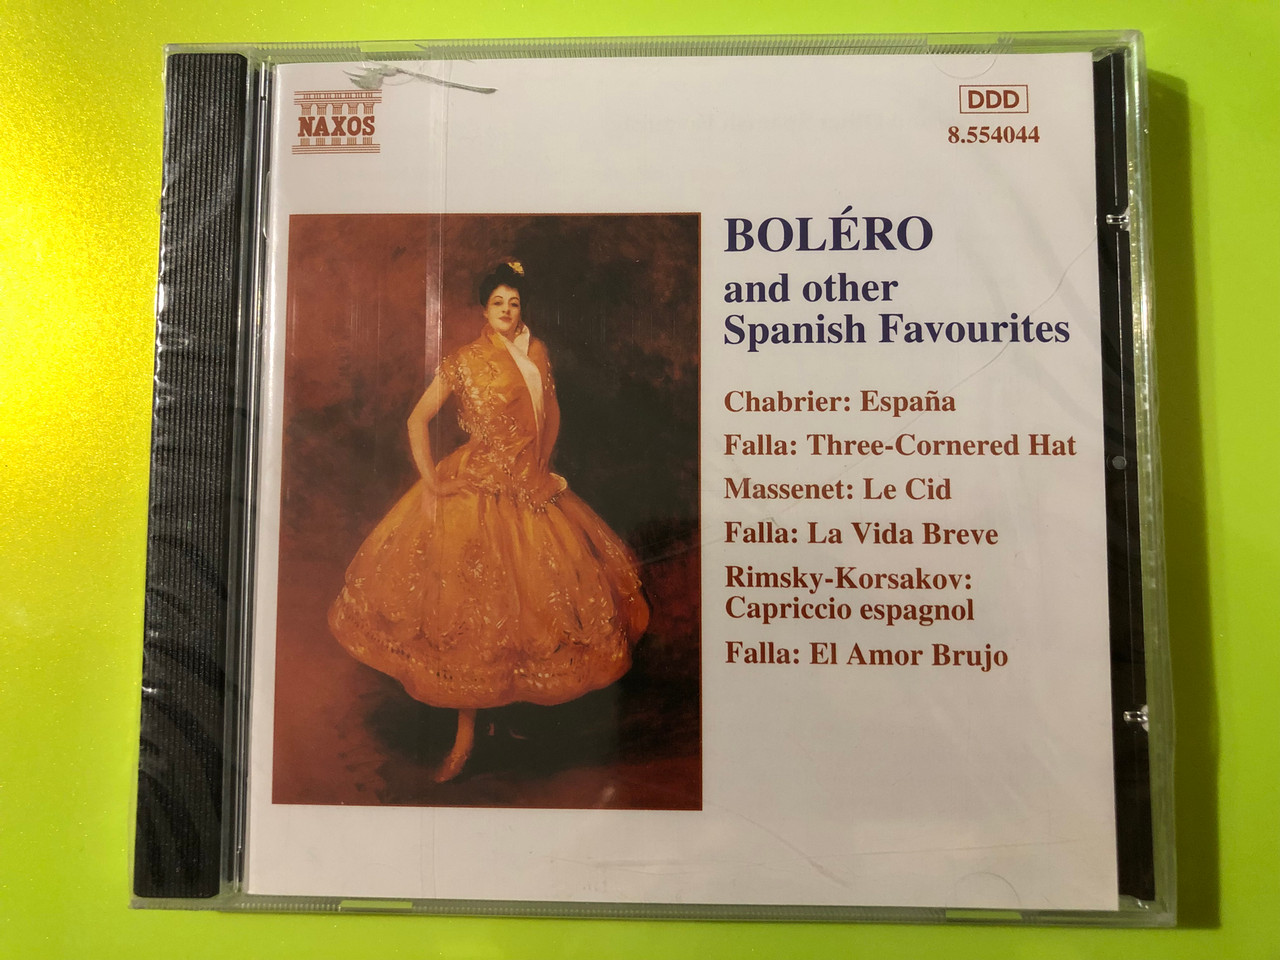 NAXOS
DDD
8.554044
BOLÉRO
and other
Spanish Favourites
Chabrier: España
Falla: Three-Cornered Hat
Massenet: Le Cid
Falla: La Vida Breve
Rimsky-Korsakov:
Capriccio espagnol
Falla: El Amor Brujo